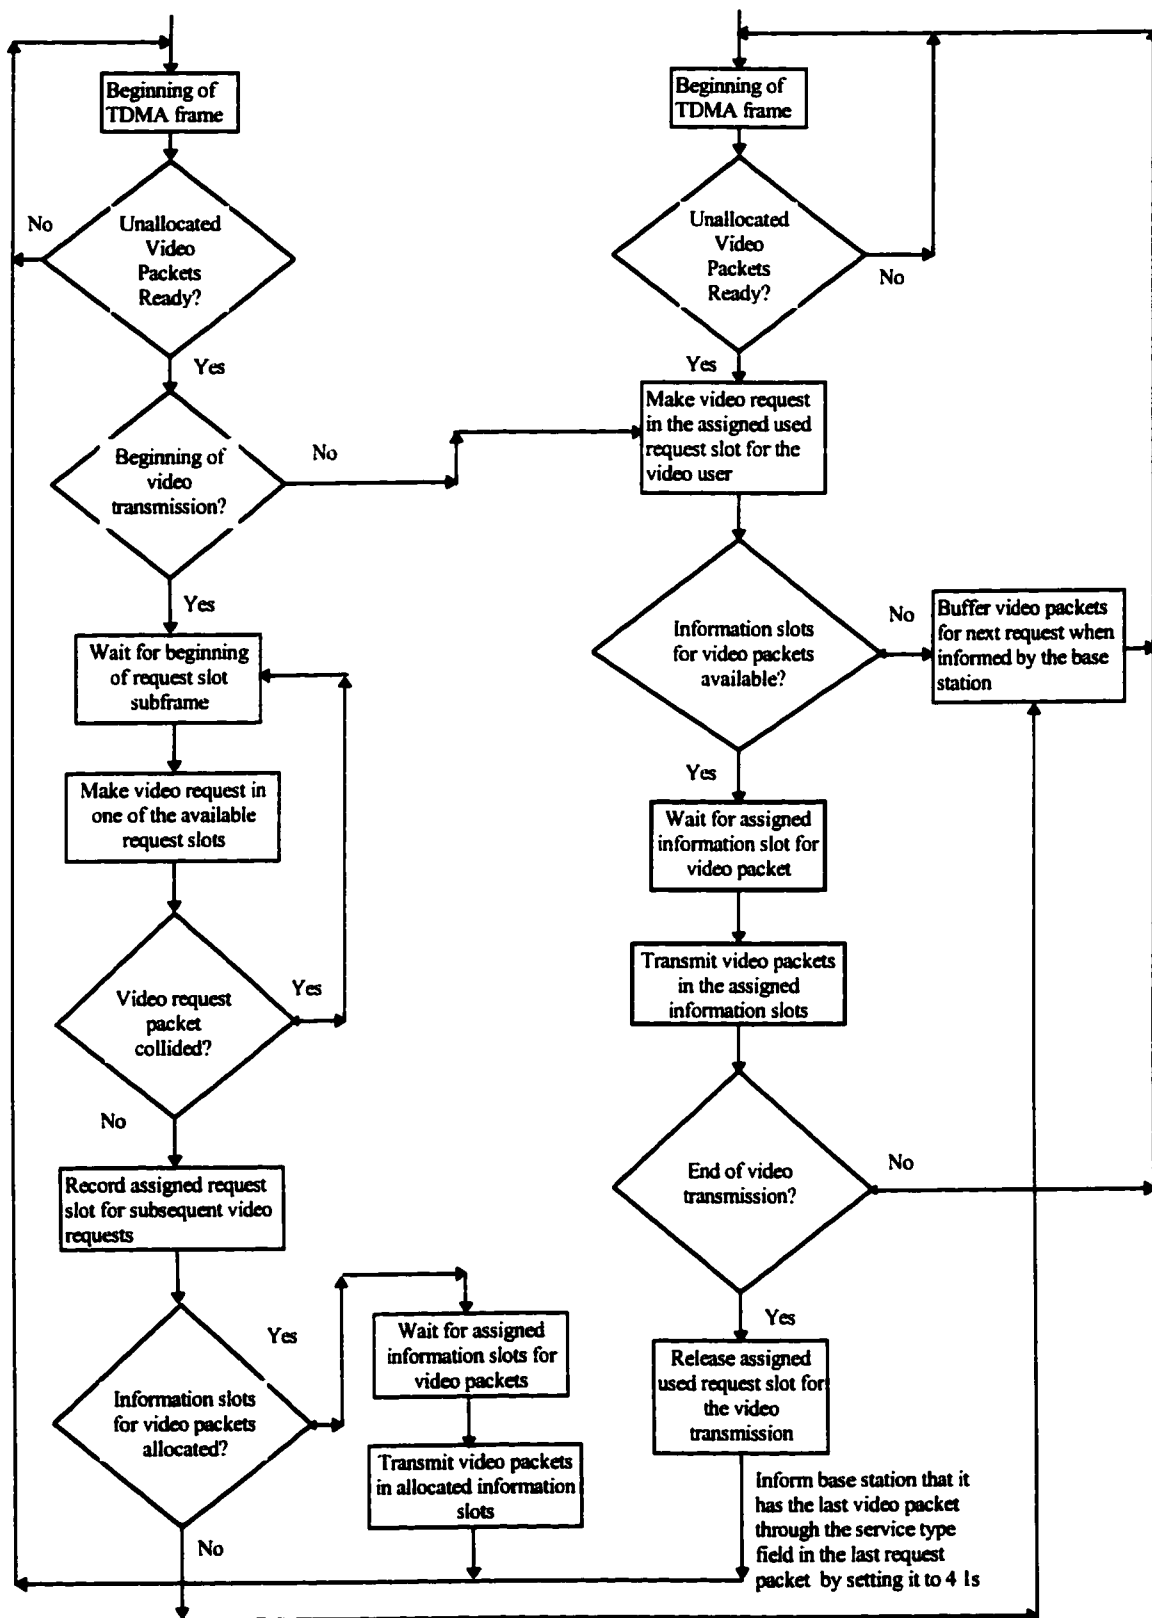 Beginning of
TDMA frame
No
Unallocated
Video
Packets
Ready?
Yes
Beginning of
video
transmission?
No
Yes
Wait for beginning
of request slot
subframe
Make video request in
one of the available
request slots
Video request
packet
collided?
Yes
No
Record assigned request
slot for subsequent video
requests
Information slots
for video packets
allocated?
Yes
No
Wait for assigned
information slots for
video packets
Transmit video packets
in allocated information
slots
Beginning of
TDMA frame
Unallocated
Video
Packets
Ready?
No
Yes
Make video request
in the assigned used
request slot for the
video user
Information slots
for video packets
available?
No
Buffer video packets
for next request when
informed by the base
station
Yes
Wait for assigned
information slot for
video packet
Transmit video packets
in the assigned
information slots
End of video
transmission?
No
Yes
Release assigned
used request slot for
the video
transmission
Inform base station that it
has the last video packet
through the service type
field in the last request
packet by setting it to 4 1s